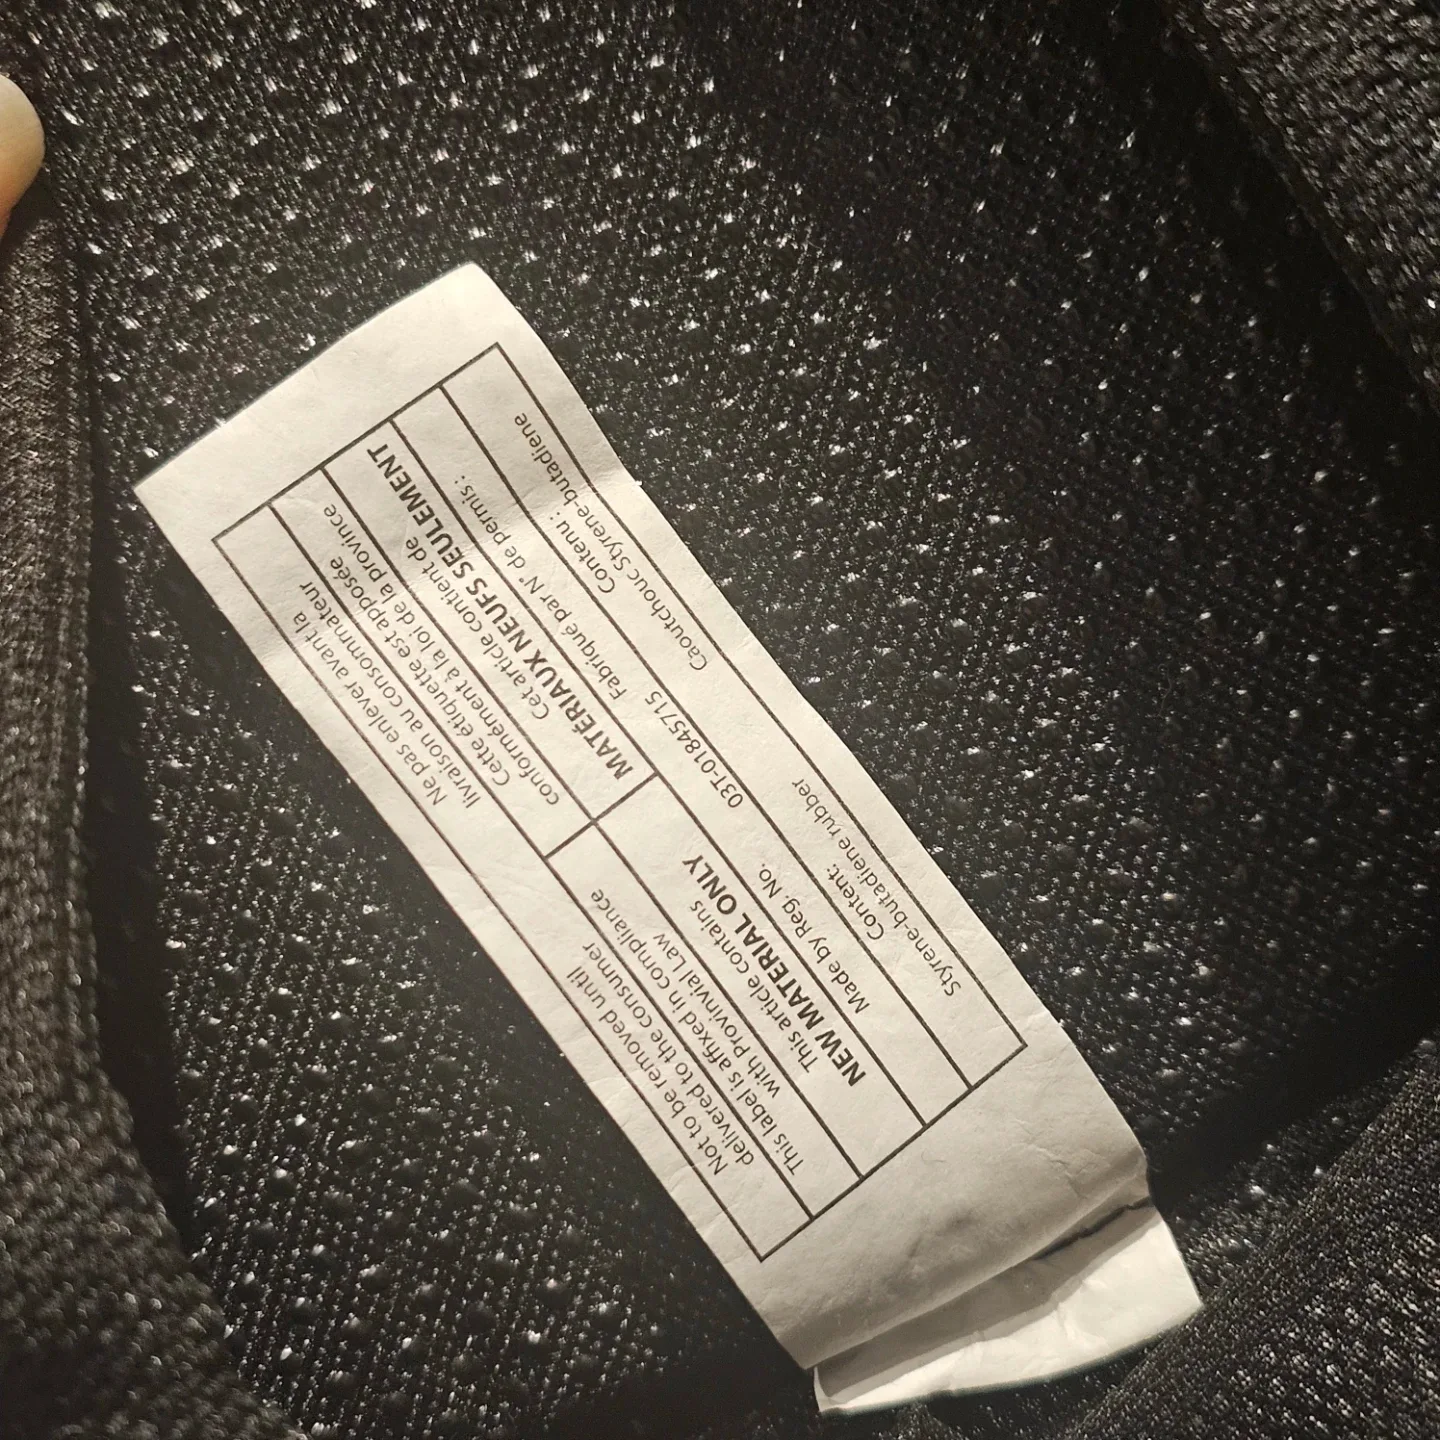 Not to be removed until
delivered to the consumer
This label is affixed in compliance
with Provinvial Law
This article contains
NEW MATERIAL ONLY
Made by Reg. No.
Content:
Styrene-butadiene rubber
Ne pas enlever avant la
livraison au consommateur
Cette étiquette est apposée
conformément à la loi de la province
Cet article contient de
MATÉRIAUX NEUFS SEULEMENT
Fabriqué par N° de permis:
03T-01845715
Contenu:
Caoutchouc Styrene-butadiene